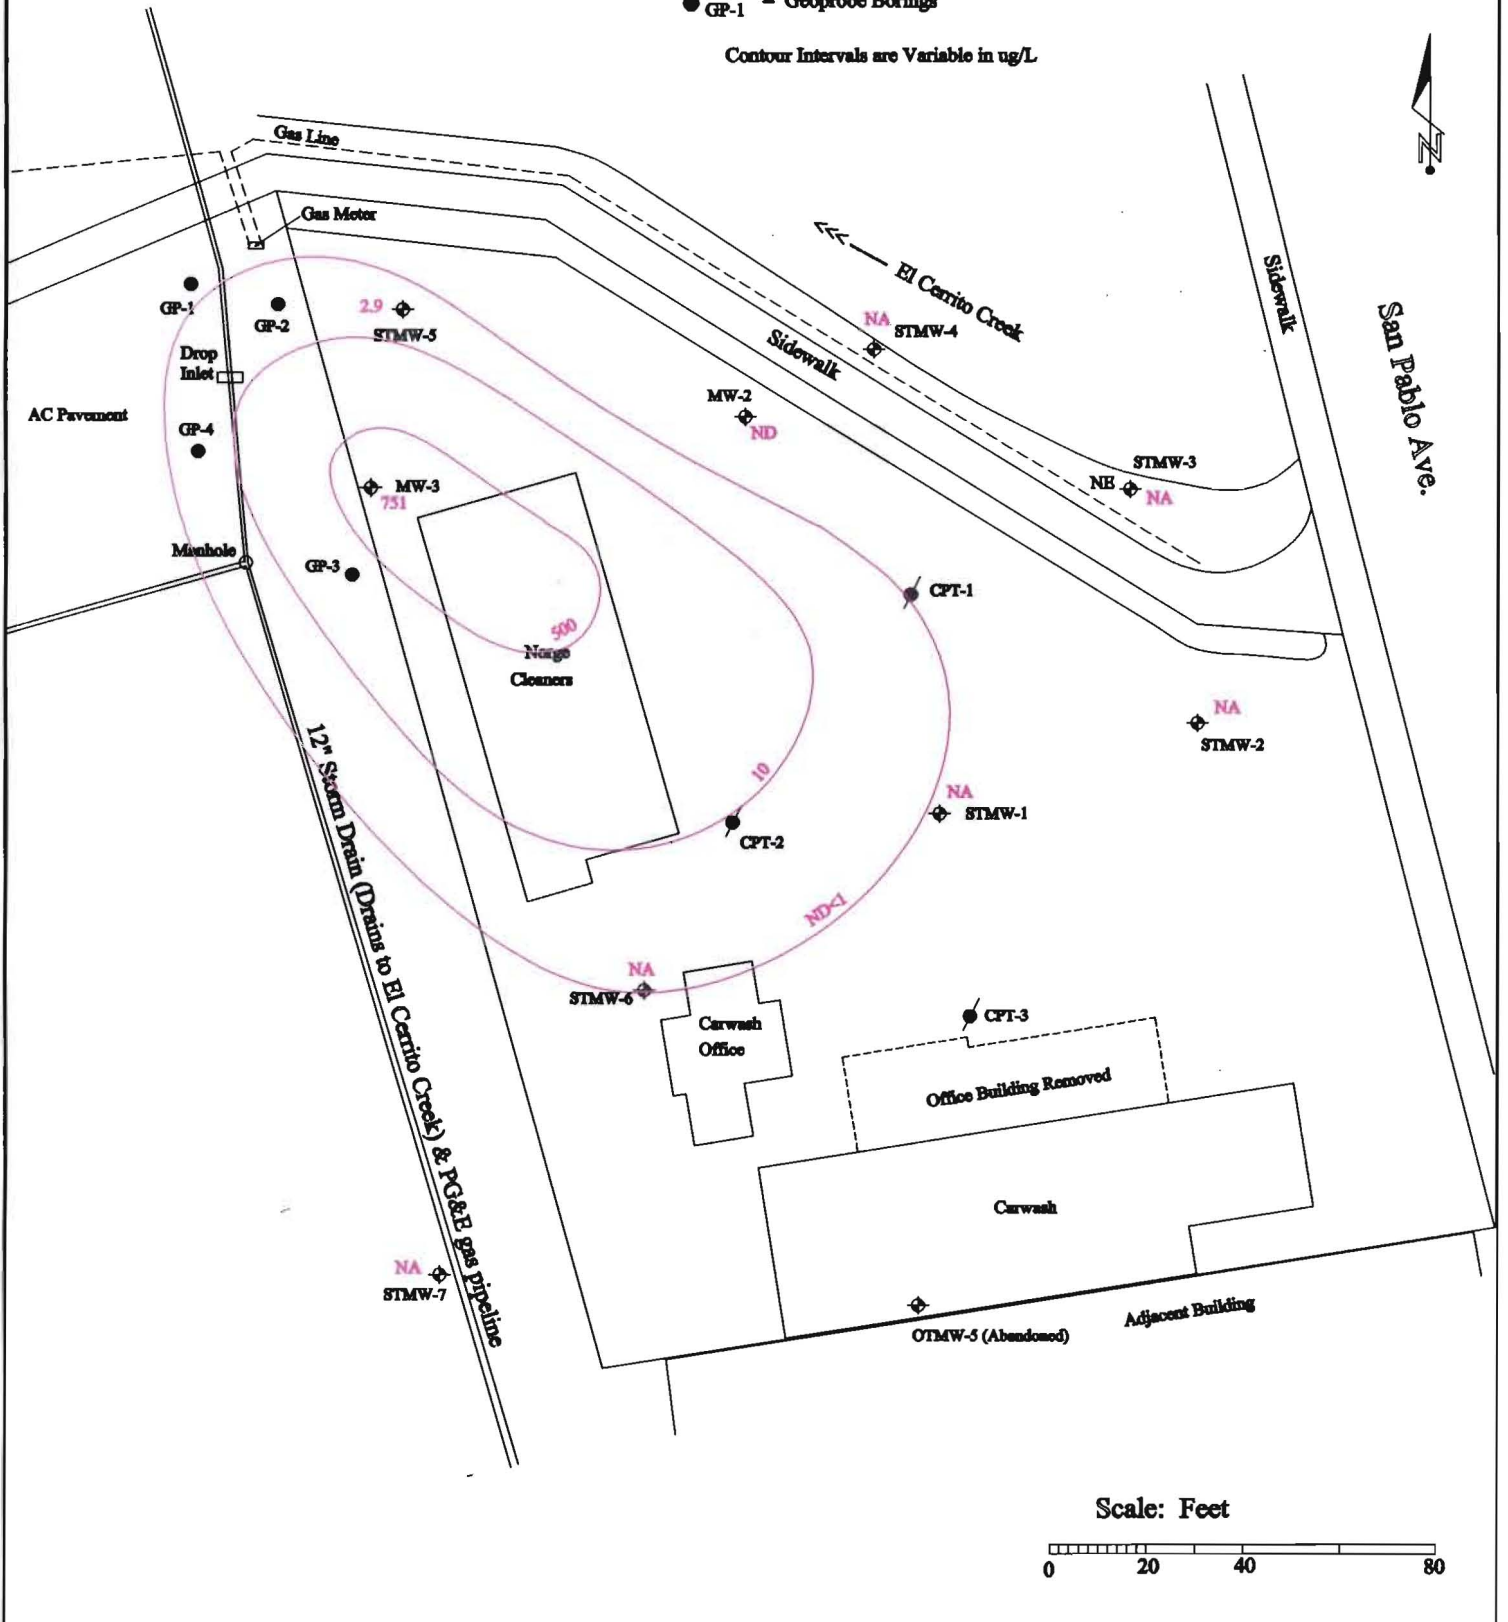 GP-1 = Geoprobe Borings
Contour Intervals are Variable in ug/L
N
Gas Line
Gas Meter
El Cerrito Creek
Sidewalk
San Pablo Ave.
GP-1
GP-2
2.9
STMW-5
NA
STMW-4
Sidewalk
Drop
Inlet
AC Pavement
MW-2
ND
GP-4
STMW-3
NE
NA
MW-3
751
Manhole
GP-3
CPT-1
500
Norge
Cleaners
NA
STMW-2
12" Storm Drain (Drains to El Cerrito Creek) & PG&E gas pipeline
10
NA
STMW-1
CPT-2
ND<1
NA
STMW-6
CPT-3
Carwash
Office
Office Building Removed
Carwash
NA
STMW-7
Adjacent Building
OTMW-5 (Abandoned)
Scale: Feet
0 20 40 80